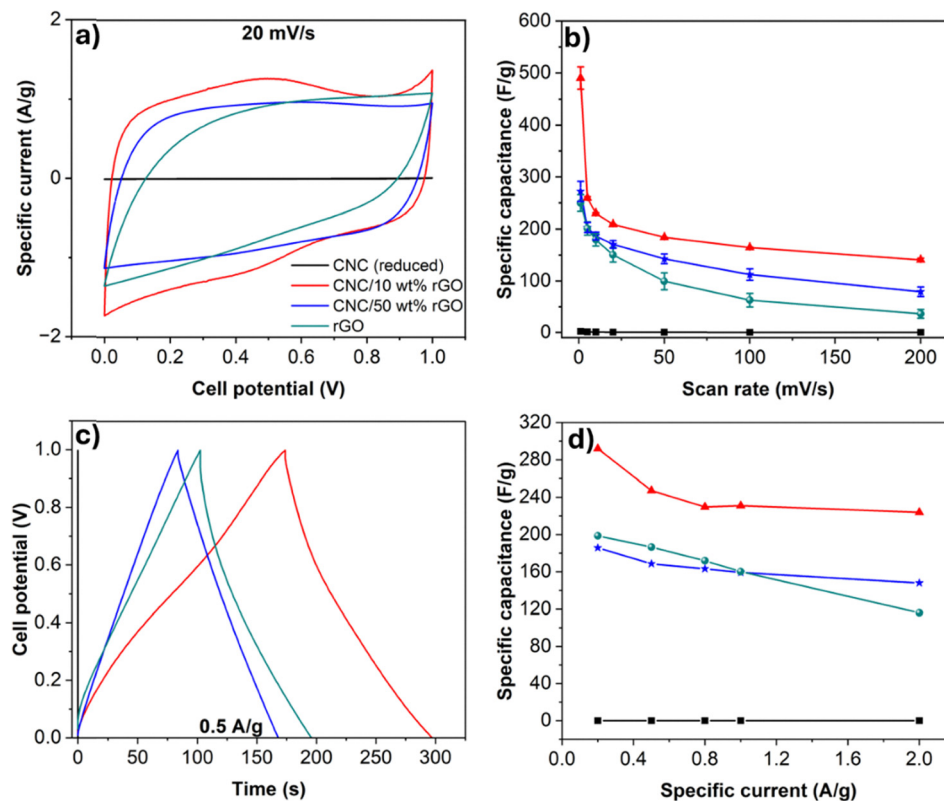 a)
20 mV/s
2
1
0
−2
Specific current (A/g)
0.0
0.2
0.4
0.6
0.8
1.0
Cell potential (V)
CNC (reduced)
CNC/10 wt% rGO
CNC/50 wt% rGO
rGO
b)
600
500
400
300
200
100
0
Specific capacitance (F/g)
0
50
100
150
200
Scan rate (mV/s)
c)
1.0
0.8
0.6
0.4
0.2
0.0
Cell potential (V)
0.5 A/g
0
50
100
150
200
250
300
Time (s)
d)
320
280
240
200
160
120
80
40
0
Specific capacitance (F/g)
0.0
0.4
0.8
1.2
1.6
2.0
Specific current (A/g)